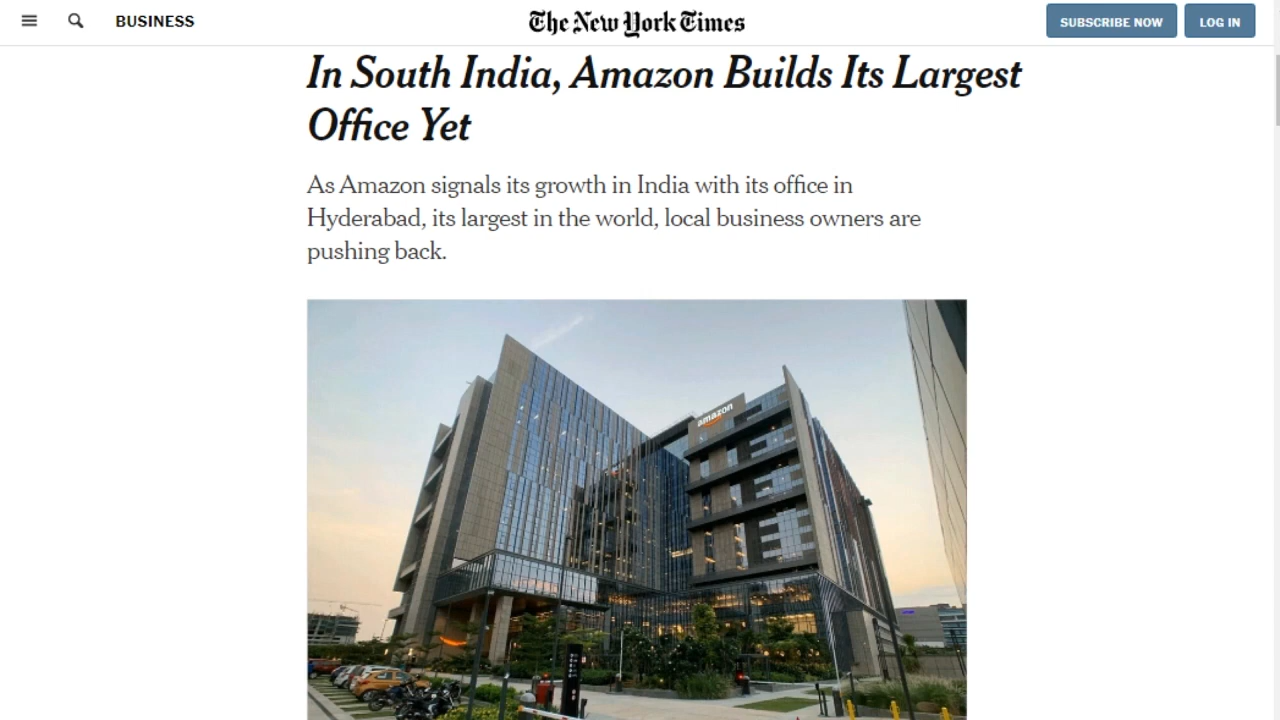 BUSINESS
The New York Times
SUBSCRIBE NOW
LOG IN
In South India, Amazon Builds Its Largest
Office Yet
As Amazon signals its growth in India with its office in
Hyderabad, its largest in the world, local business owners are
pushing back.
amazon